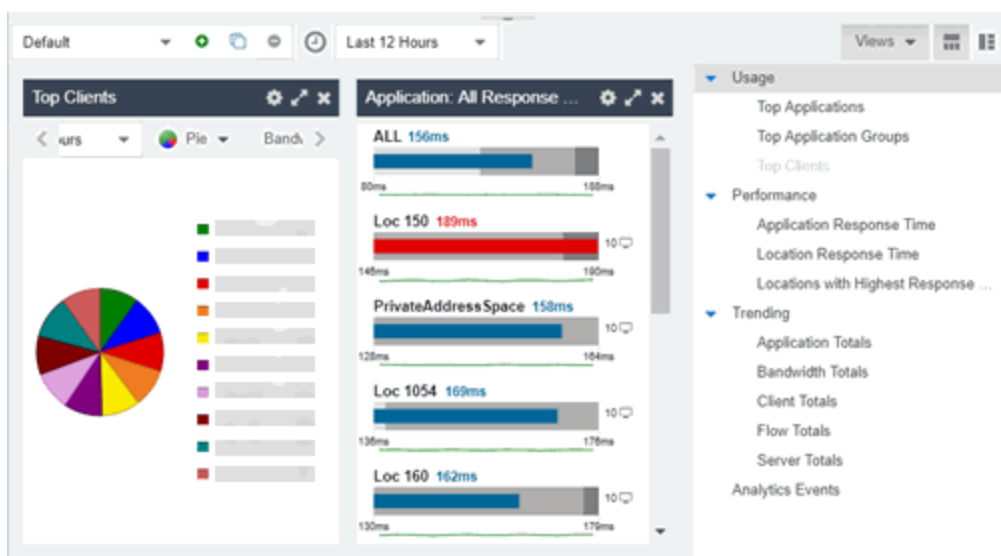 Default
Last 12 Hours
Views
Top Clients
Application: All Response ...
urs
Pie
Band
ALL 156ms
80ms
188ms
Loc 150 189ms
10
146ms
190ms
PrivateAddressSpace 158ms
10
128ms
164ms
Loc 1054 169ms
10
136ms
176ms
Loc 160 162ms
10
130ms
179ms
Usage
Top Applications
Top Application Groups
Top Clients
Performance
Application Response Time
Location Response Time
Locations with Highest Response ...
Trending
Application Totals
Bandwidth Totals
Client Totals
Flow Totals
Server Totals
Analytics Events